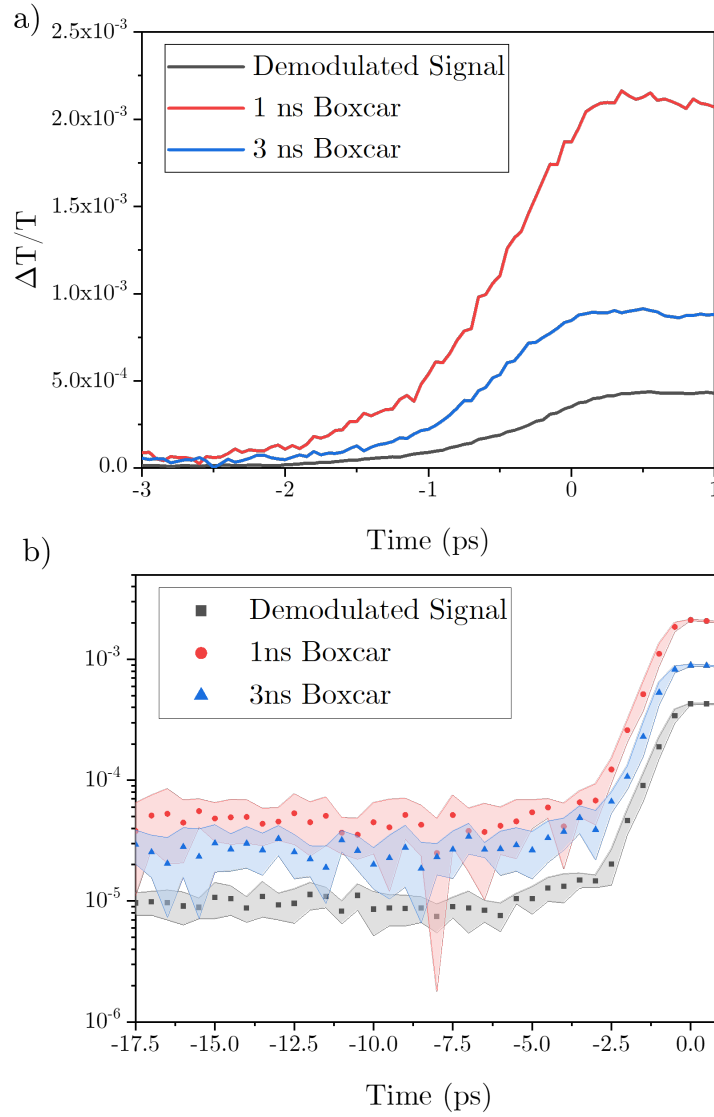 a)
2.5x10⁻³
2.0x10⁻³
1.5x10⁻³
1.0x10⁻³
5.0x10⁻⁴
0.0
ΔT/T
Demodulated Signal
1 ns Boxcar
3 ns Boxcar
-3
-2
-1
0
1
Time (ps)
b)
10⁻³
10⁻⁴
10⁻⁵
10⁻⁶
Demodulated Signal
1ns Boxcar
3ns Boxcar
-17.5
-15.0
-12.5
-10.0
-7.5
-5.0
-2.5
0.0
Time (ps)